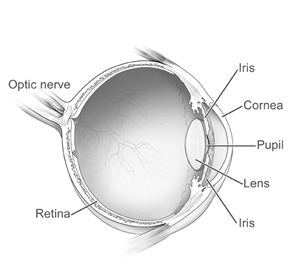 Iris
Optic nerve
Cornea
Pupil
Lens
Retina
Iris